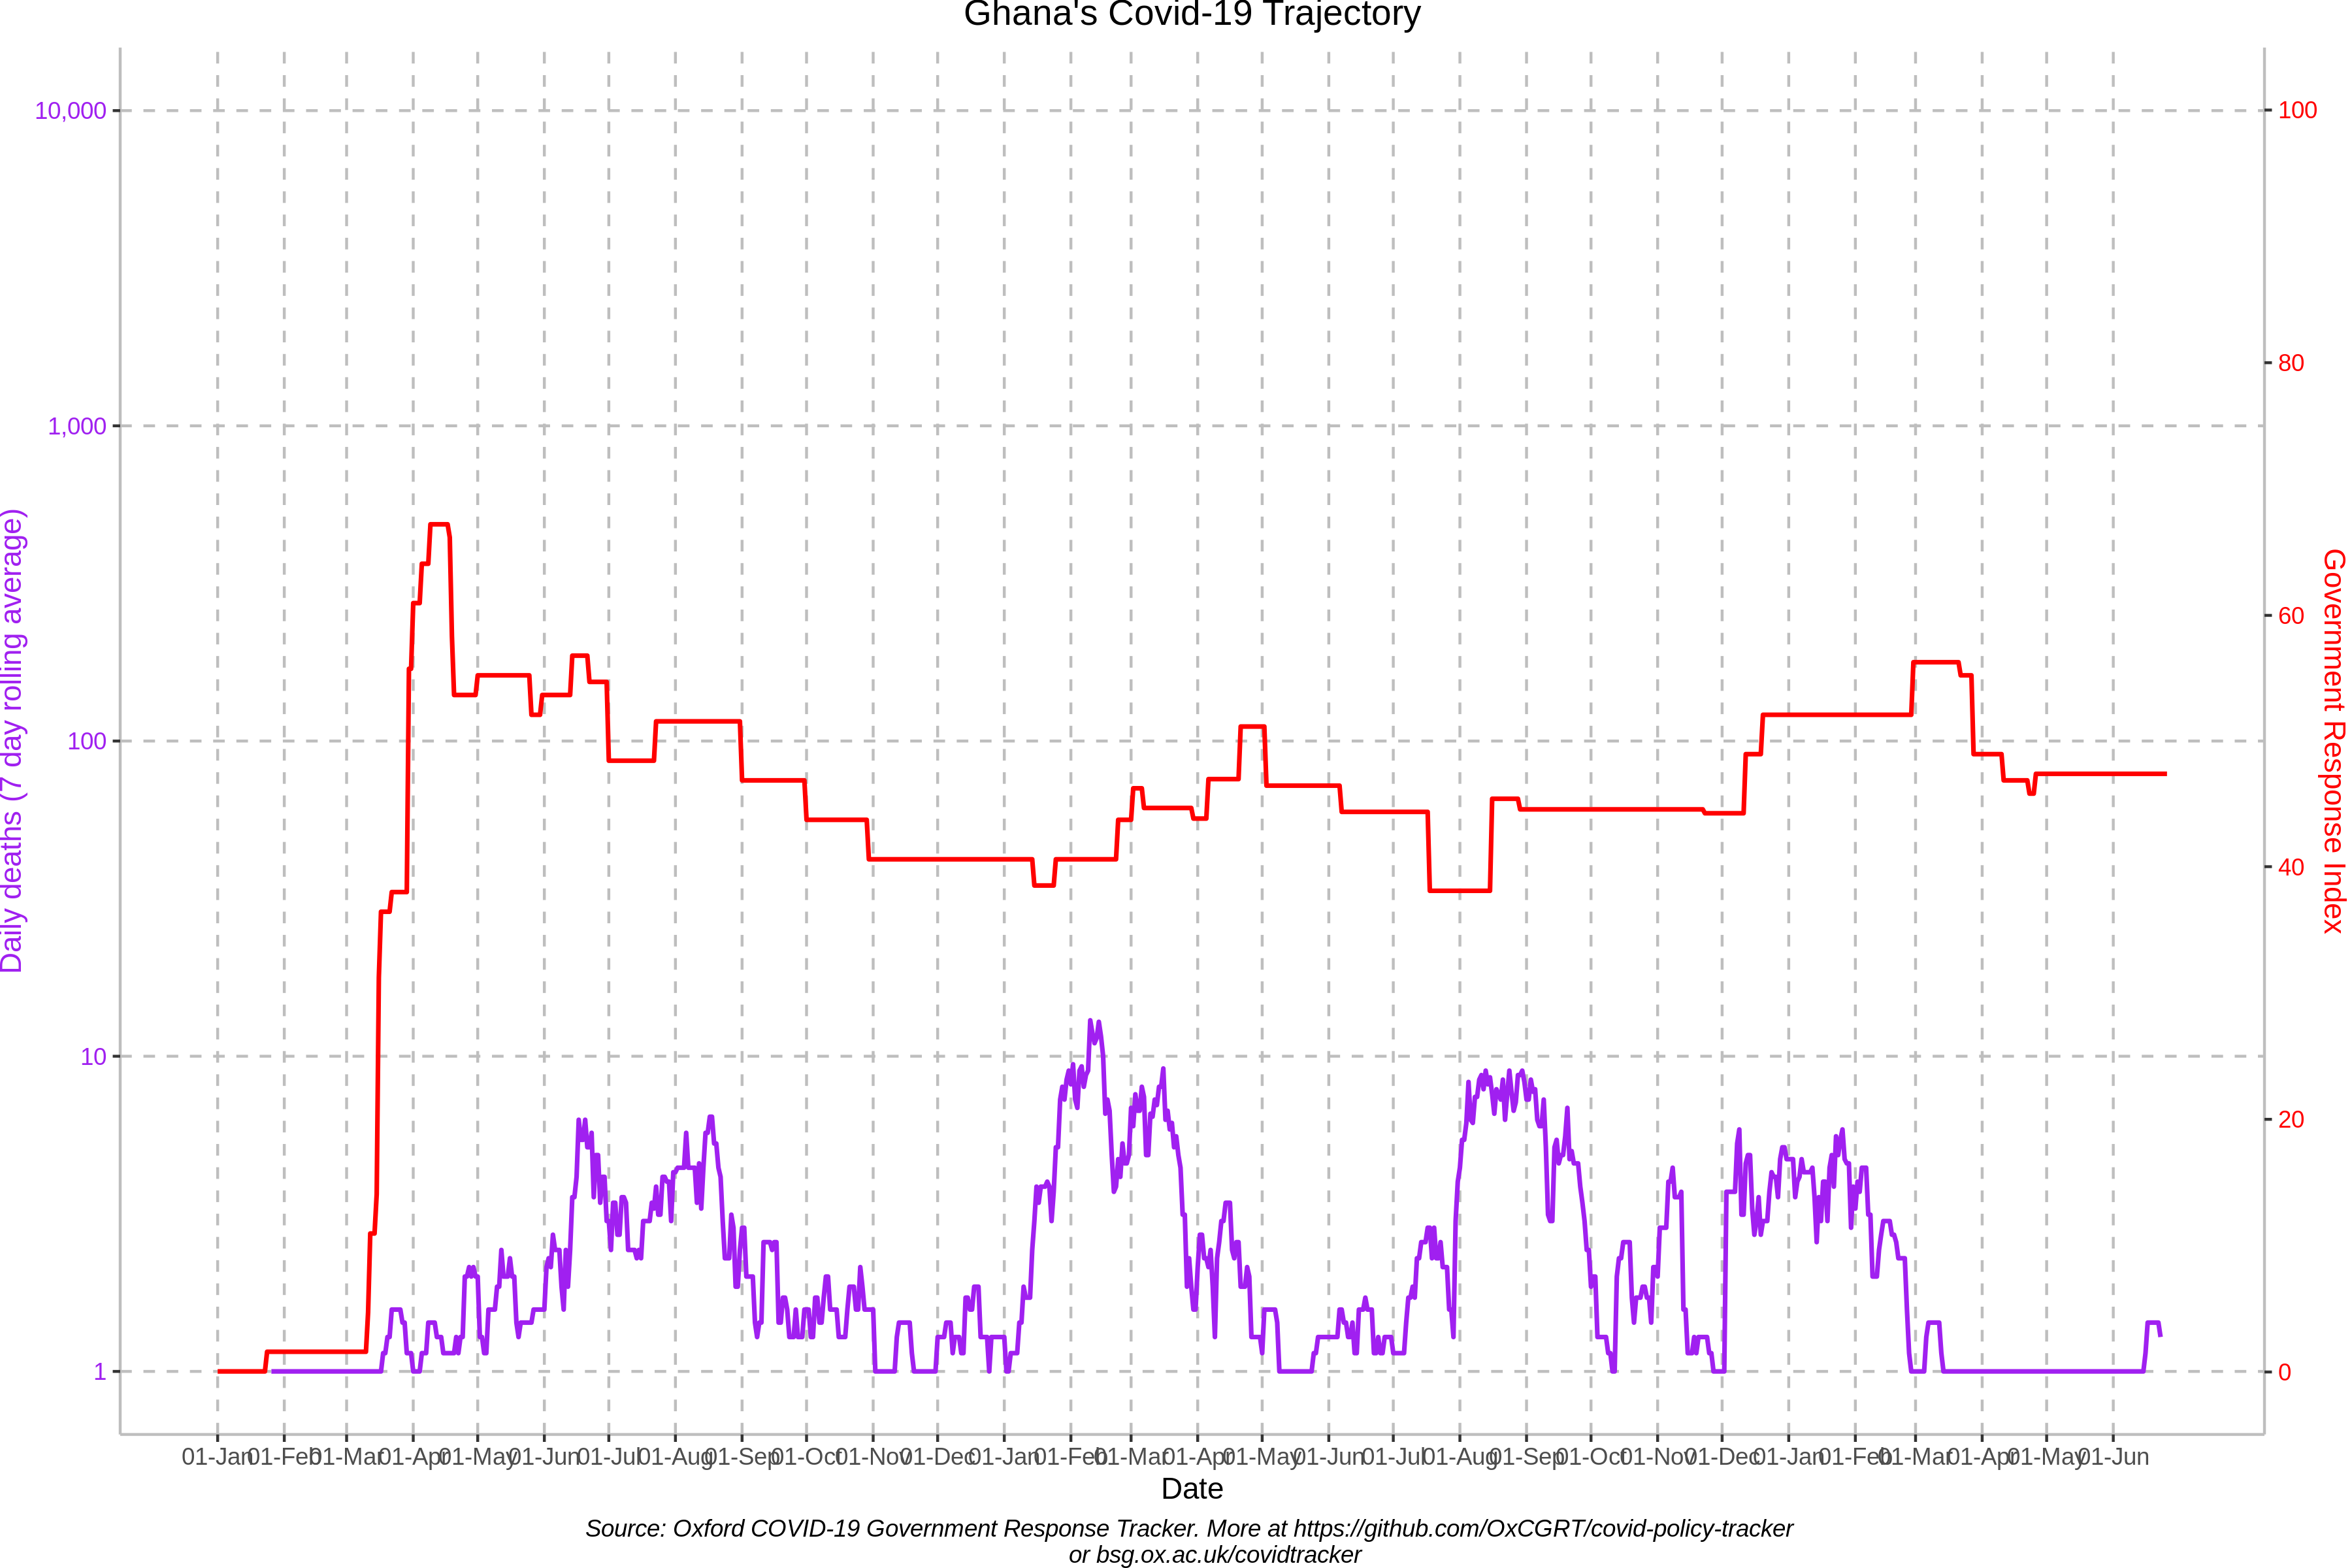 Ghana's Covid-19 Trajectory
10,000
1,000
100
10
1
Daily deaths (7 day rolling average)
100
80
60
40
20
0
Government Response Index
01-Jan 01-Feb 01-Mar 01-Apr 01-May 01-Jun 01-Jul 01-Aug 01-Sep 01-Oct 01-Nov 01-Dec 01-Jan 01-Feb 01-Mar 01-Apr 01-May 01-Jun 01-Jul 01-Aug 01-Sep 01-Oct 01-Nov 01-Dec 01-Jan 01-Feb 01-Mar 01-Apr 01-May 01-Jun
Date
Source: Oxford COVID-19 Government Response Tracker. More at https://github.com/OxCGRT/covid-policy-tracker
or bsg.ox.ac.uk/covidtracker